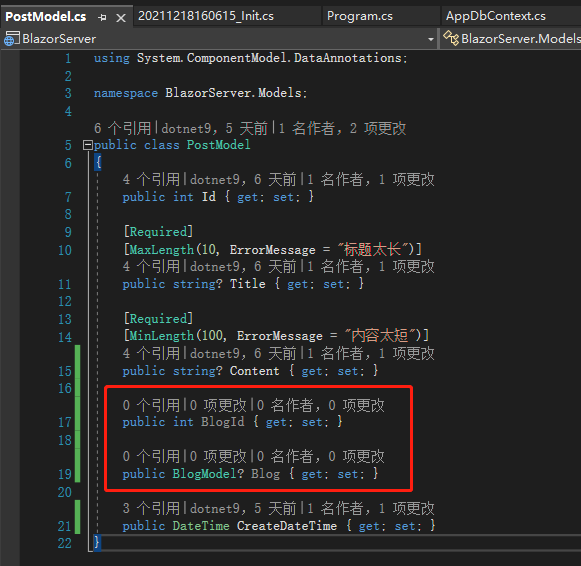 PostModel.cs
20211218160615_Init.cs
Program.cs
AppDbContext.cs
BlazorServer
BlazorServer.Models
1 using System.ComponentModel.DataAnnotations;
2
3 namespace BlazorServer.Models;
4
6 个引用|dotnet9，5 天前|1 名作者，2 项更改
5 public class PostModel
6 {
4 个引用|dotnet9，6 天前|1 名作者，1 项更改
7 public int Id { get; set; }
8
9 [Required]
10 [MaxLength(10, ErrorMessage = "标题太长")]
4 个引用|dotnet9，6 天前|1 名作者，1 项更改
11 public string? Title { get; set; }
12
13 [Required]
14 [MinLength(100, ErrorMessage = "内容太短")]
4 个引用|dotnet9，6 天前|1 名作者，1 项更改
15 public string? Content { get; set; }
16
0 个引用|0 项更改|0 名作者，0 项更改
17 public int BlogId { get; set; }
18
0 个引用|0 项更改|0 名作者，0 项更改
19 public BlogModel? Blog { get; set; }
20
3 个引用|dotnet9，5 天前|1 名作者，1 项更改
21 public DateTime CreateDateTime { get; set; }
22 }